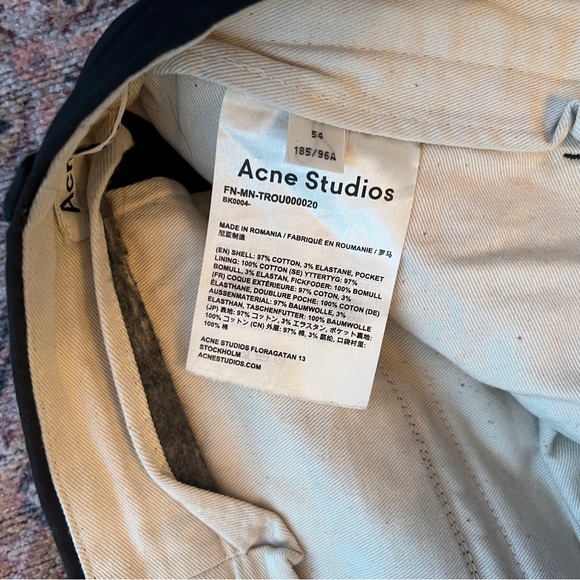 54
185/96A
Acne Studios
FN-MN-TROU000020
BK0004-
MADE IN ROMANIA / FABRIQUÉ EN ROUMANIE / 罗马
尼亚制造
(EN) SHELL: 97% COTTON, 3% ELASTANE, POCKET
LINING: 100% COTTON (SE) YTTERTYG: 97%
BOMULL, 3% ELASTAN, FICKFODER: 100% BOMULL
(FR) COQUE EXTÉRIEURE: 97% COTON, 3%
ÉLASTHANE, DOUBLURE POCHE: 100% COTON (DE)
AUSSENMATERIAL: 97% BAUMWOLLE, 3%
ELASTHAN, TASCHENFUTTER: 100% BAUMWOLLE
(JP) 表地: 97% コットン, 3% エラスタン, ポケット裏地:
100% コットン (CN) 外层: 97% 棉, 3% 氨纶, 口袋衬里:
100% 棉
ACNE STUDIOS FLORAGATAN 13
STOCKHOLM
ACNESTUDIOS.COM
Acn